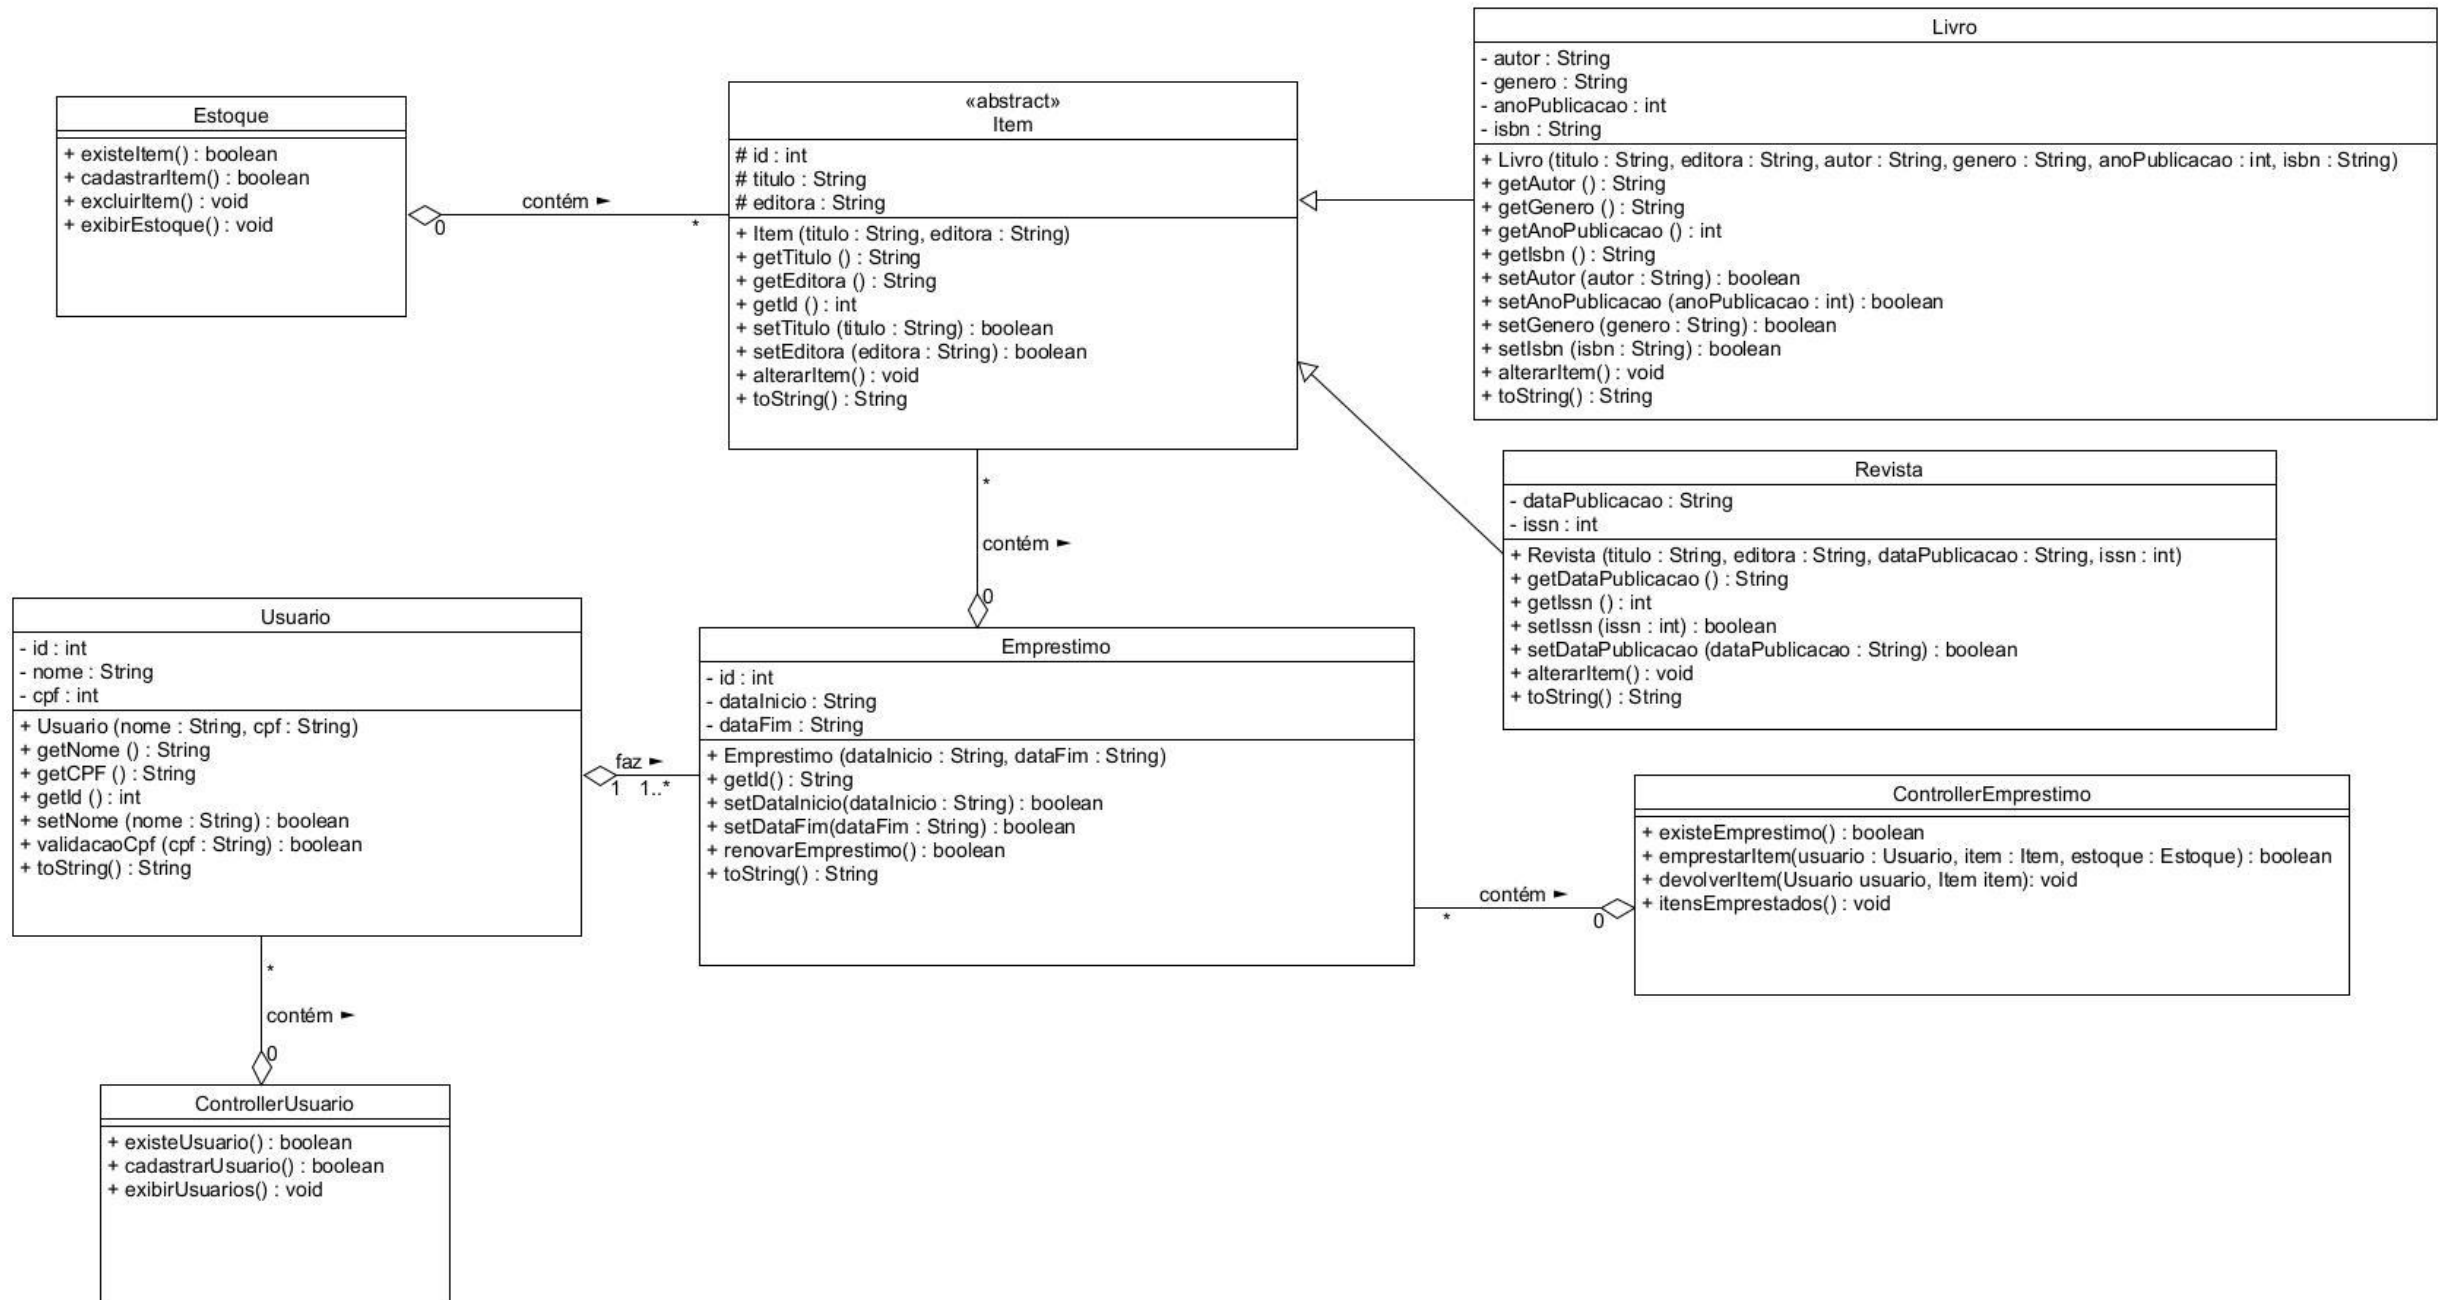 Estoque
+ existeItem() : boolean
+ cadastrarItem() : boolean
+ excluirItem() : void
+ exibirEstoque() : void
contém ►
0
*
«abstract»
Item
# id : int
# titulo : String
# editora : String
+ Item (titulo : String, editora : String)
+ getTitulo () : String
+ getEditora () : String
+ getId () : int
+ setTitulo (titulo : String) : boolean
+ setEditora (editora : String) : boolean
+ alterarItem() : void
+ toString() : String
Livro
- autor : String
- genero : String
- anoPublicacao : int
- isbn : String
+ Livro (titulo : String, editora : String, autor : String, genero : String, anoPublicacao : int, isbn : String)
+ getAutor () : String
+ getGenero () : String
+ getAnoPublicacao () : int
+ getIsbn () : String
+ setAutor (autor : String) : boolean
+ setAnoPublicacao (anoPublicacao : int) : boolean
+ setGenero (genero : String) : boolean
+ setIsbn (isbn : String) : boolean
+ alterarItem() : void
+ toString() : String
Revista
- dataPublicacao : String
- issn : int
+ Revista (titulo : String, editora : String, dataPublicacao : String, issn : int)
+ getDataPublicacao () : String
+ getIssn () : int
+ setIssn (issn : int) : boolean
+ setDataPublicacao (dataPublicacao : String) : boolean
+ alterarItem() : void
+ toString() : String
*
contém ►
0
Usuario
- id : int
- nome : String
- cpf : int
+ Usuario (nome : String, cpf : String)
+ getNome () : String
+ getCPF () : String
+ getId () : int
+ setNome (nome : String) : boolean
+ validacaoCpf (cpf : String) : boolean
+ toString() : String
faz ►
1 1..*
Emprestimo
- id : int
- dataInicio : String
- dataFim : String
+ Emprestimo (dataInicio : String, dataFim : String)
+ getId() : String
+ setDataInicio(dataInicio : String) : boolean
+ setDataFim(dataFim : String) : boolean
+ renovarEmprestimo() : boolean
+ toString() : String
contém ►
*
0
ControllerEmprestimo
+ existeEmprestimo() : boolean
+ emprestarItem(usuario : Usuario, item : Item, estoque : Estoque) : boolean
+ devolverItem(Usuario usuario, Item item): void
+ itensEmprestados() : void
*
contém ►
0
ControllerUsuario
+ existeUsuario() : boolean
+ cadastrarUsuario() : boolean
+ exibirUsuarios() : void